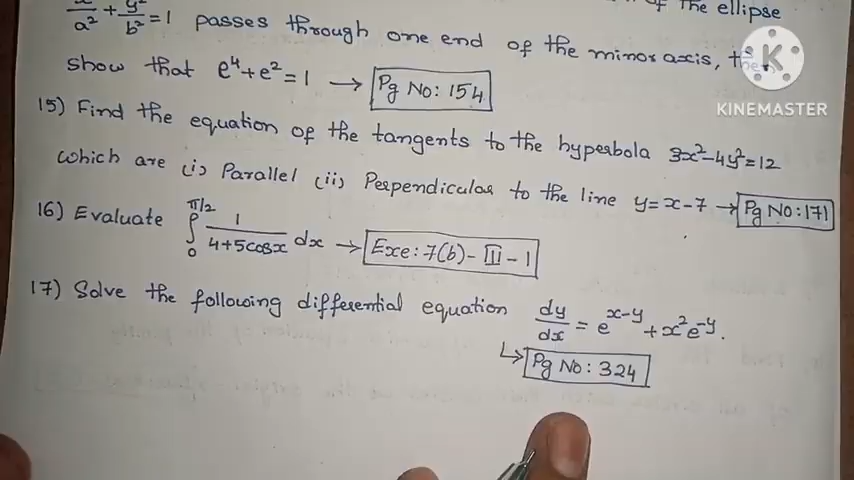 of the ellipse
x²/a² + y²/b² = 1 passes through one end of the minor axis, then
show that e⁴+e²=1 → Pg No: 154
KINEMASTER
15) Find the equation of the tangents to the hyperbola 3x²-4y²=12
which are (i) Parallel (ii) Perpendicular to the line y=x-7 → Pg No: 171
16) Evaluate ∫₀^{π/2} 1/(4+5cosx) dx → Exe: 7(b)-III-1
17) Solve the following differential equation dy/dx = e^{x-y} + x²e^{-y}.
↳ Pg No: 324